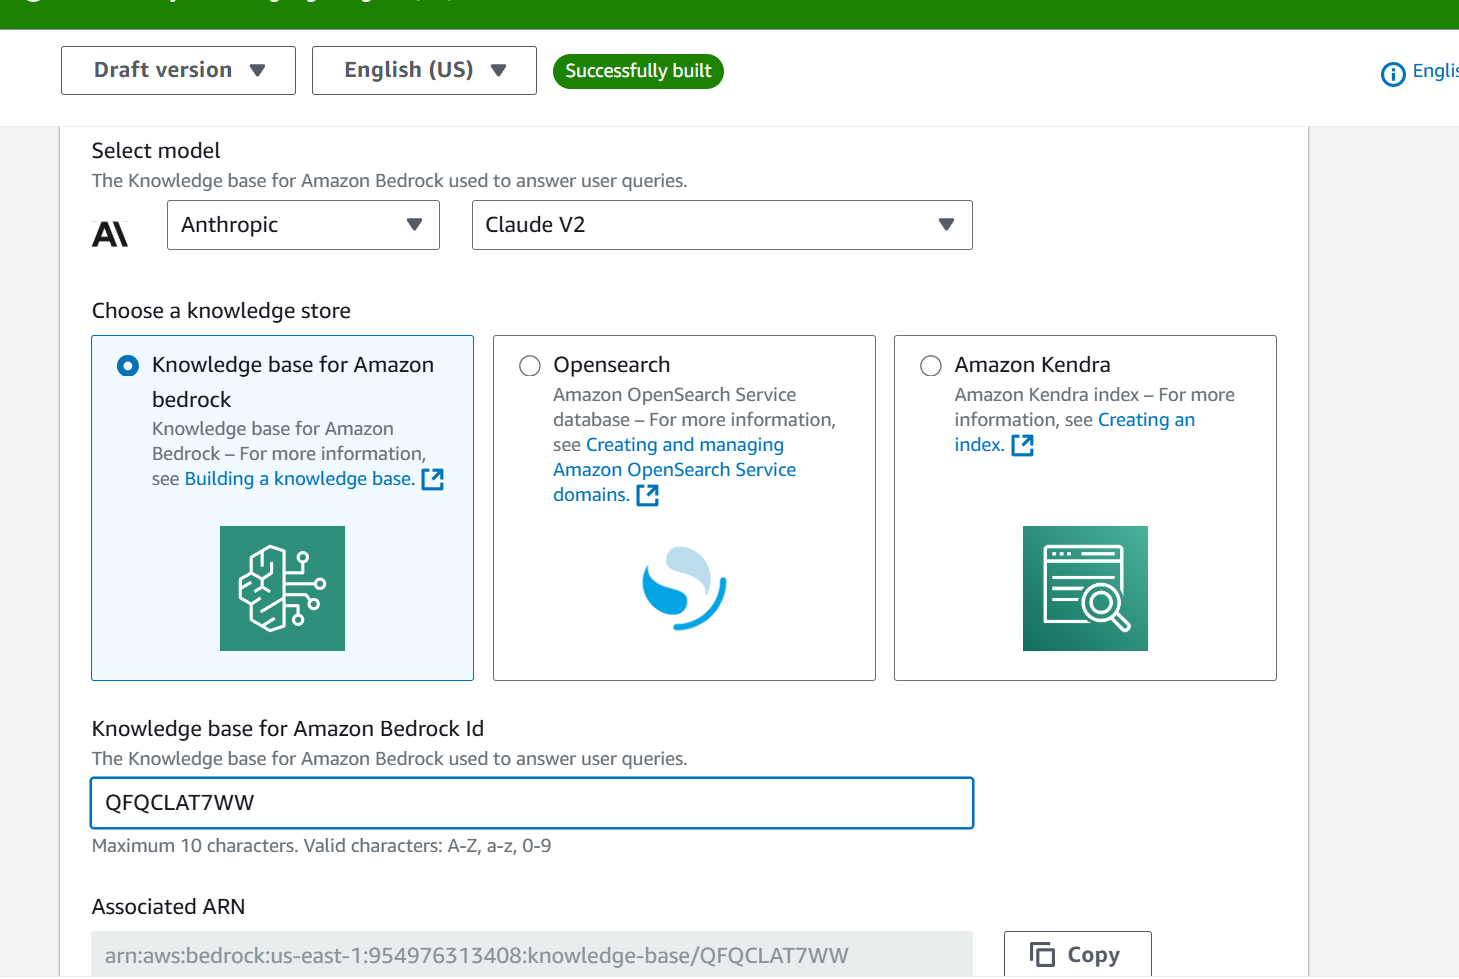 Draft version
English (US)
Successfully built
Select model
The Knowledge base for Amazon Bedrock used to answer user queries.
Anthropic
Claude V2
Choose a knowledge store
Knowledge base for Amazon
bedrock
Knowledge base for Amazon
Bedrock – For more information,
see Building a knowledge base.
Opensearch
Amazon OpenSearch Service
database – For more information,
see Creating and managing
Amazon OpenSearch Service
domains.
Amazon Kendra
Amazon Kendra index – For more
information, see Creating an
index.
Knowledge base for Amazon Bedrock Id
The Knowledge base for Amazon Bedrock used to answer user queries.
QFQCLAT7WW
Maximum 10 characters. Valid characters: A-Z, a-z, 0-9
Associated ARN
arn:aws:bedrock:us-east-1:954976313408:knowledge-base/QFQCLAT7WW
Copy